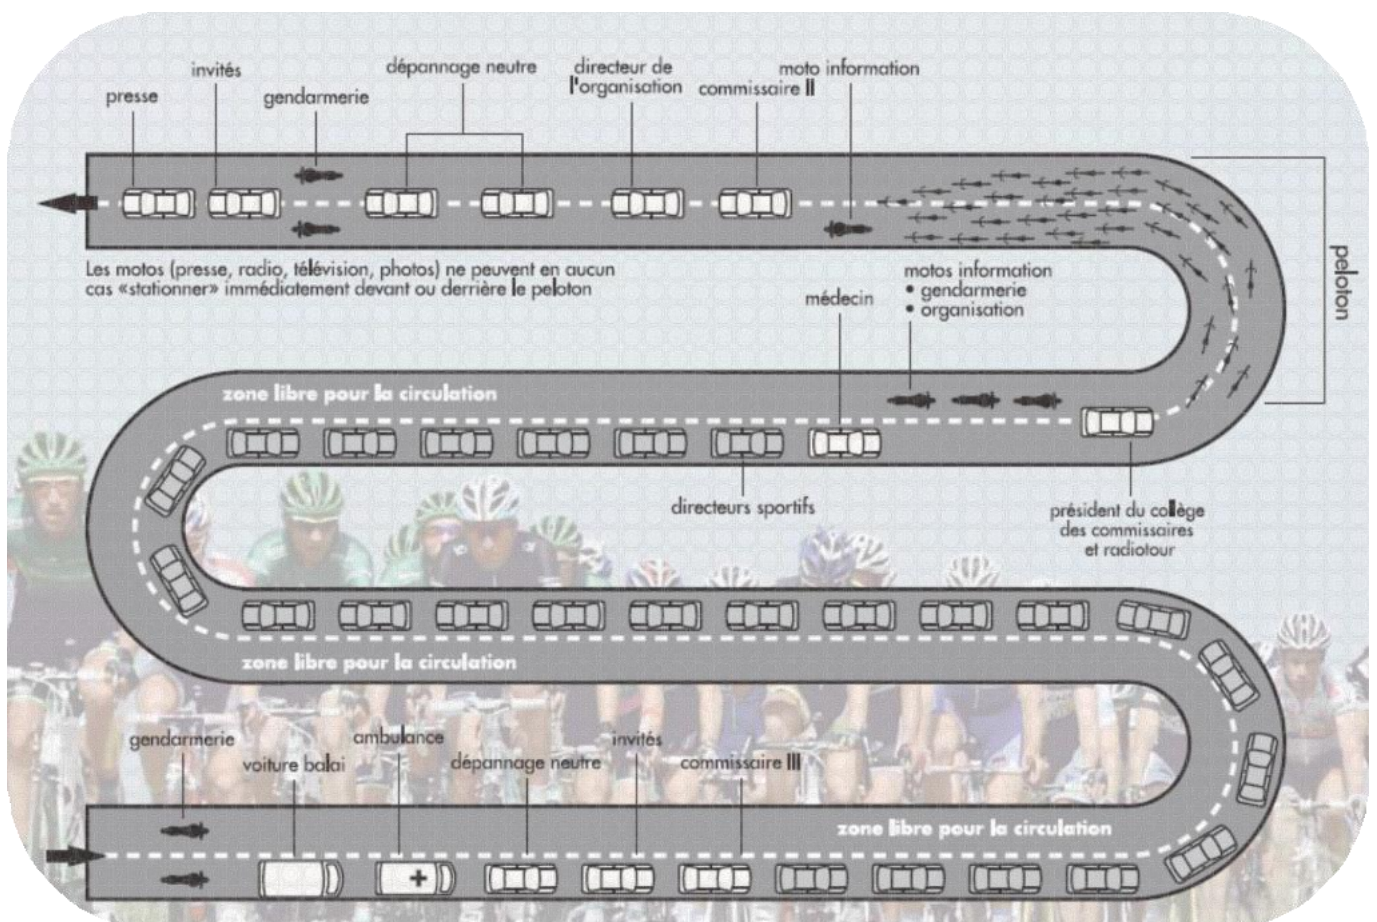 presse
invités
gendarmerie
dépannage neutre
directeur de
l'organisation
commissaire II
moto information
peloton
Les motos (presse, radio, télévision, photos) ne peuvent en aucun
cas «stationner» immédiatement devant ou derrière le peloton
médecin
motos information
• gendarmerie
• organisation
zone libre pour la circulation
directeurs sportifs
président du collège
des commissaires
et radiotour
zone libre pour la circulation
gendarmerie
voiture balai
ambulance
dépannage neutre
invités
commissaire III
zone libre pour la circulation